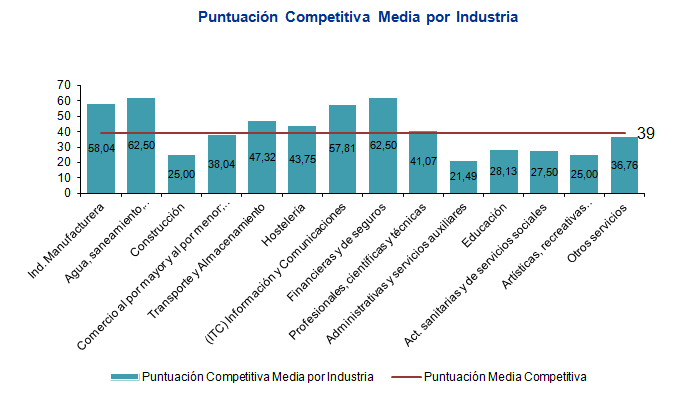 Puntuación Competitiva Media por Industria
70
60
50
40
30
20
10
0
58,04
62,50
25,00
38,04
47,32
43,75
57,81
62,50
41,07
21,49
28,13
27,50
25,00
36,76
39
Ind. Manufacturera
Agua, saneamiento,...
Construcción
Comercio al por mayor y al por menor;...
Transporte y Almacenamiento
Hostelería
(ITC) Información y Comunicaciones
Financieras y de seguros
Profesionales, científicas y técnicas
Administrativas y servicios auxiliares
Educación
Act. sanitarias y de servicios sociales
Artísticas, recreativas...
Otros servicios
Puntuación Competitiva Media por Industria
Puntuación Media Competitiva